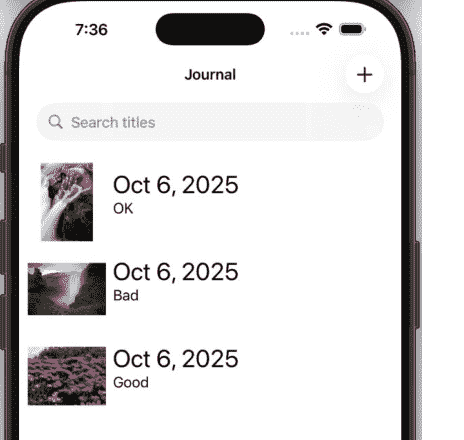 7:36
Journal
Search titles
Oct 6, 2025
OK
Oct 6, 2025
Bad
Oct 6, 2025
Good